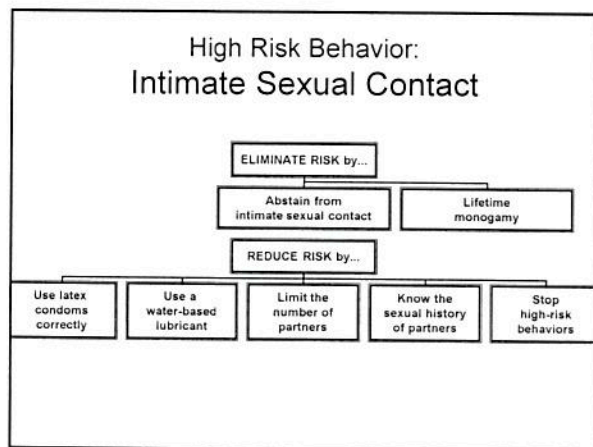 High Risk Behavior:
Intimate Sexual Contact
ELIMINATE RISK by...
Abstain from
intimate sexual contact
Lifetime
monogamy
REDUCE RISK by...
Use latex
condoms
correctly
Use a
water-based
lubricant
Limit the
number of
partners
Know the
sexual history
of partners
Stop
high-risk
behaviors